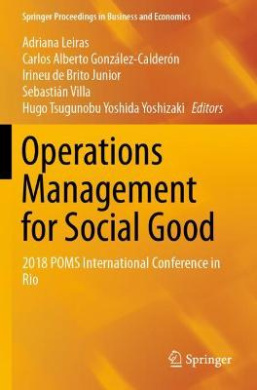 Springer Proceedings in Business and Economics
Adriana Leiras
Carlos Alberto González-Calderón
Irineu de Brito Junior
Sebastián Villa
Hugo Tsugunobu Yoshida Yoshizaki Editors
Operations
Management
for Social Good
2018 POMS International Conference in
Rio
Springer